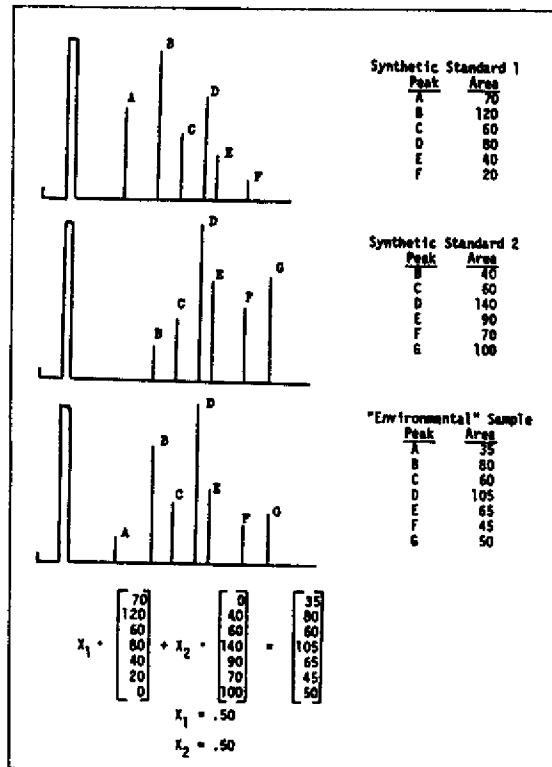 B
A
D
C
E
F
Synthetic Standard 1
Peak Area
A 70
B 120
C 60
D 80
E 40
F 20
D
G
E
F
C
B
Synthetic Standard 2
Peak Area
B 40
C 60
D 140
E 90
F 70
G 100
D
B
E
C
G
F
A
"Environmental" Sample
Peak Area
A 35
B 80
C 60
D 105
E 65
F 45
G 50
70 0 35
120 40 80
60 60 60
X₁ · 80 + X₂ · 140 = 105
40 90 65
20 70 45
0 100 50
X₁ = .50
X₂ = .50